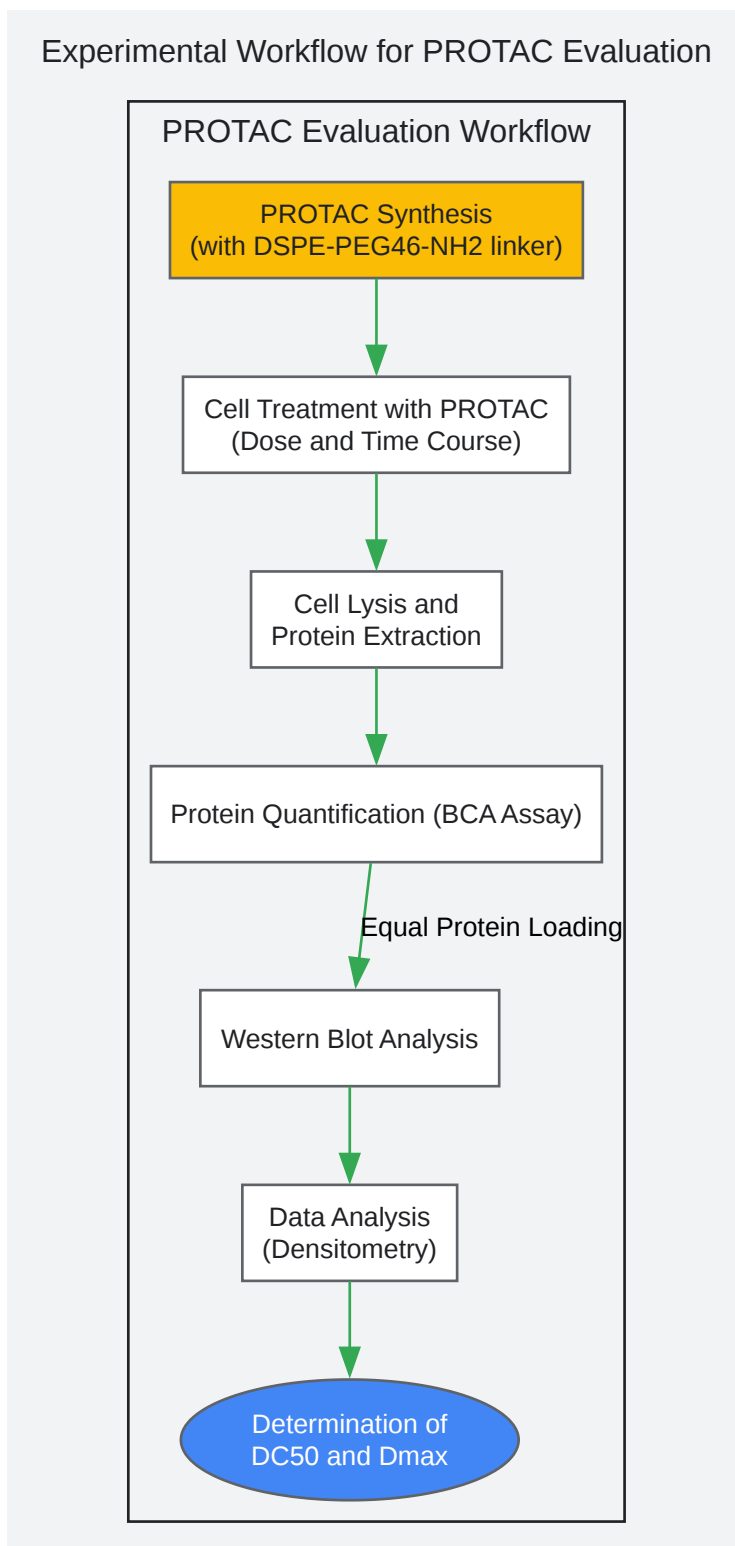 Experimental Workflow for PROTAC Evaluation
PROTAC Evaluation Workflow
PROTAC Synthesis
(with DSPE-PEG46-NH2 linker)
Cell Treatment with PROTAC
(Dose and Time Course)
Cell Lysis and
Protein Extraction
Protein Quantification (BCA Assay)
Equal Protein Loading
Western Blot Analysis
Data Analysis
(Densitometry)
Determination of
DC50 and Dmax